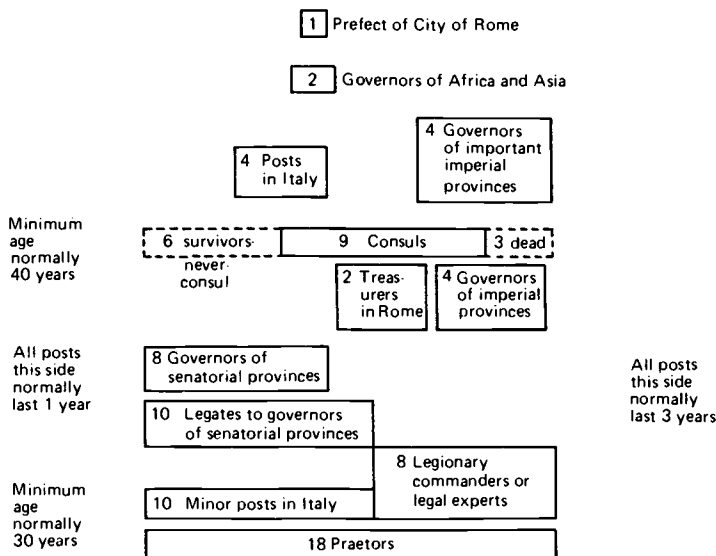 1 Prefect of City of Rome
2 Governors of Africa and Asia
4 Posts
in Italy
4 Governors
of important
imperial
provinces
Minimum
age
normally
40 years
6 survivors-
never-
consul
9 Consuls
3 dead
2 Treas-
urers
in Rome
4 Governors
of imperial
provinces
All posts
this side
normally
last 1 year
8 Governors of
senatorial provinces
All posts
this side
normally
last 3 years
10 Legates to governors
of senatorial provinces
8 Legionary
commanders or
legal experts
Minimum
age
normally
30 years
10 Minor posts in Italy
18 Praetors